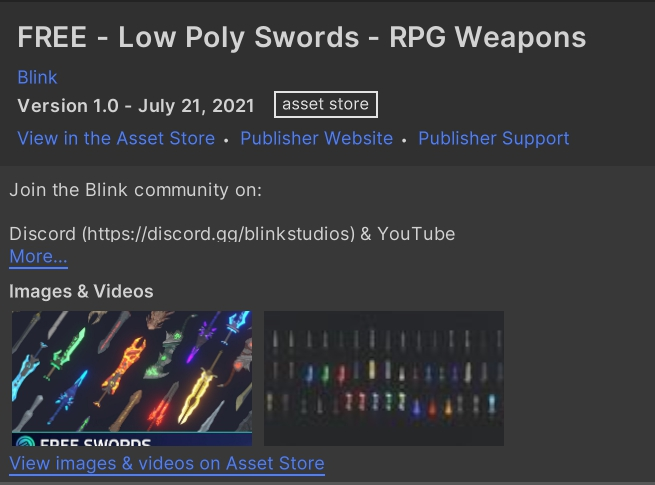 FREE - Low Poly Swords - RPG Weapons
Blink
Version 1.0 - July 21, 2021 asset store
View in the Asset Store • Publisher Website • Publisher Support
Join the Blink community on:
Discord (https://discord.gg/blinkstudios) & YouTube
More...
Images & Videos
FREE SWORDS
View images & videos on Asset Store